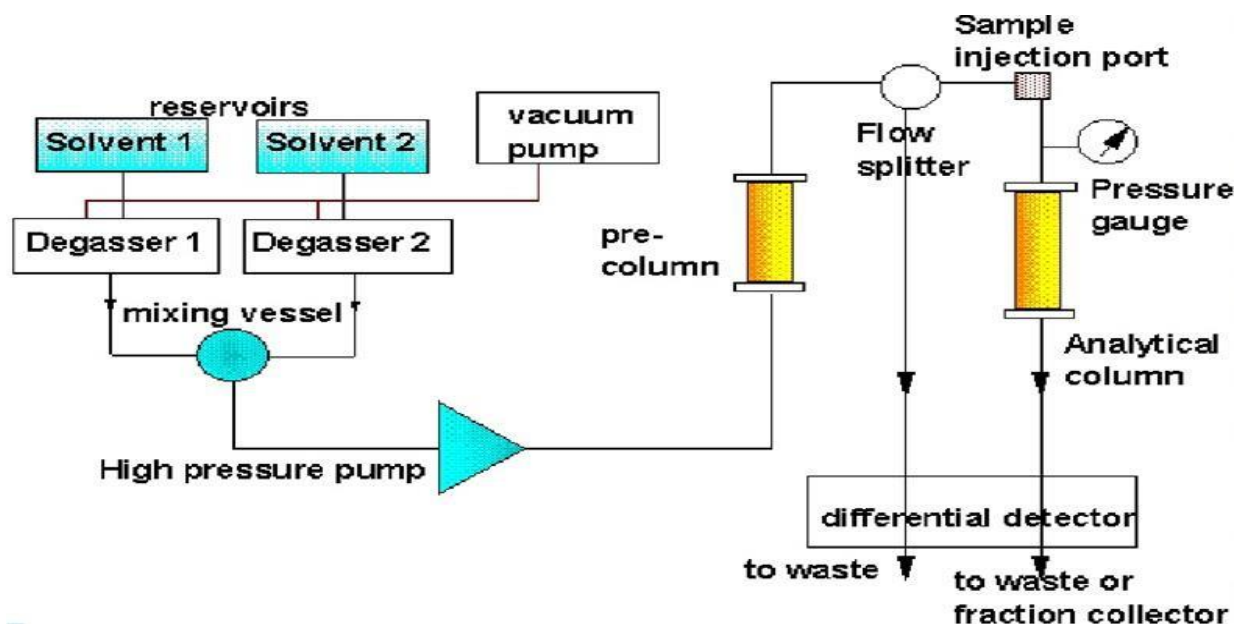 reservoirs
Solvent 1
Solvent 2
vacuum
pump
Degasser 1
Degasser 2
mixing vessel
High pressure pump
pre-
column
Sample
injection port
Flow
splitter
Pressure
gauge
Analytical
column
differential detector
to waste
to waste or
fraction collector